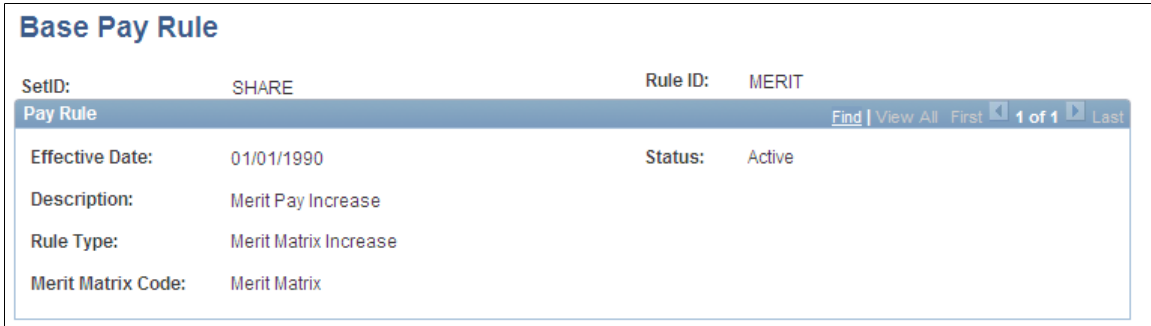 Base Pay Rule
SetID: SHARE Rule ID: MERIT
Pay Rule Find | View All First 1 of 1 Last
Effective Date: 01/01/1990 Status: Active
Description: Merit Pay Increase
Rule Type: Merit Matrix Increase
Merit Matrix Code: Merit Matrix